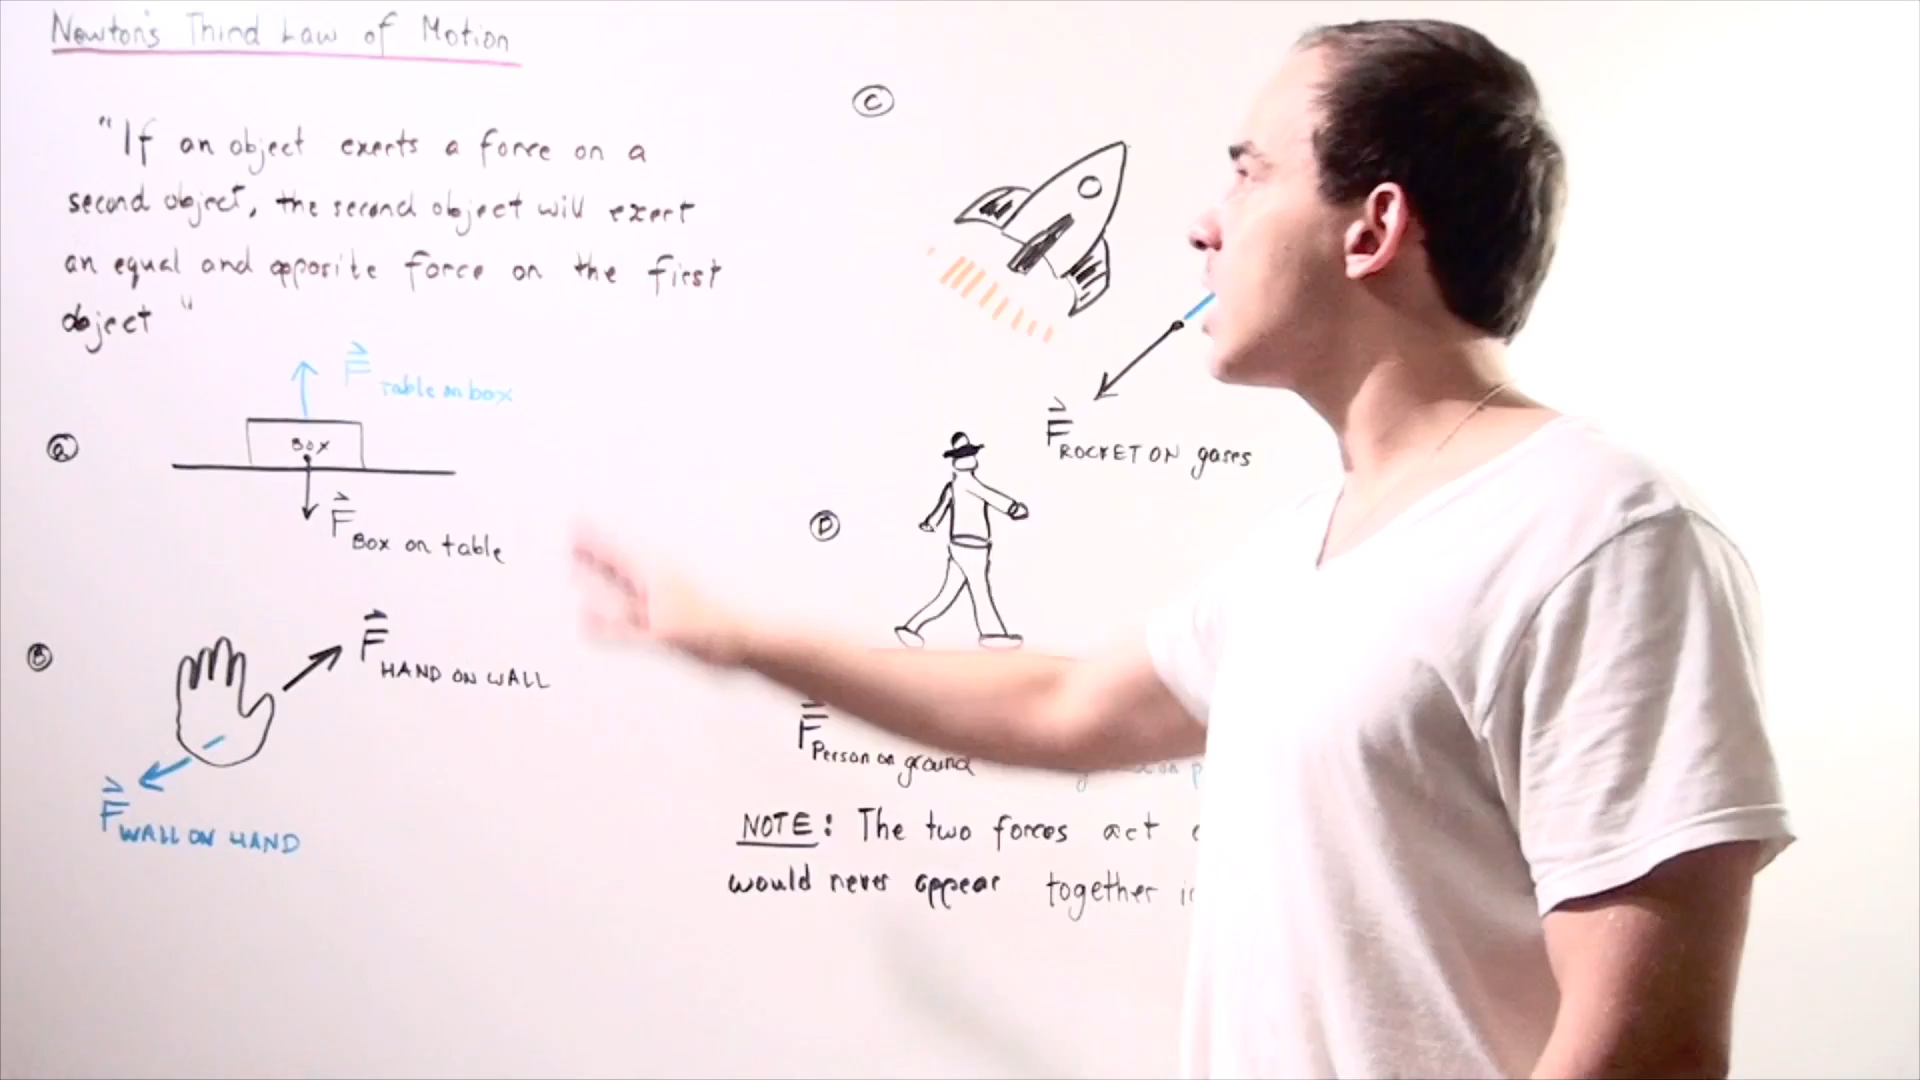 Newton's Third Law of Motion
"If an object exerts a force on a
second object, the second object will exert
an equal and opposite force on the first
object"
a
F table on box
Box
F Box on table
B
F HAND ON WALL
F WALL ON HAND
C
F ROCKET ON gases
D
F Person on ground
on
NOTE: The two forces act
would never appear together